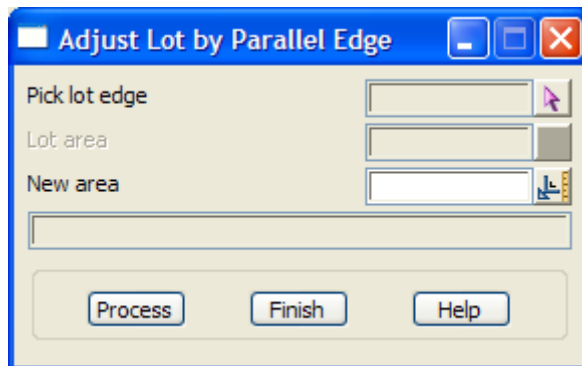 Adjust Lot by Parallel Edge
Pick lot edge
Lot area
New area
Process Finish Help